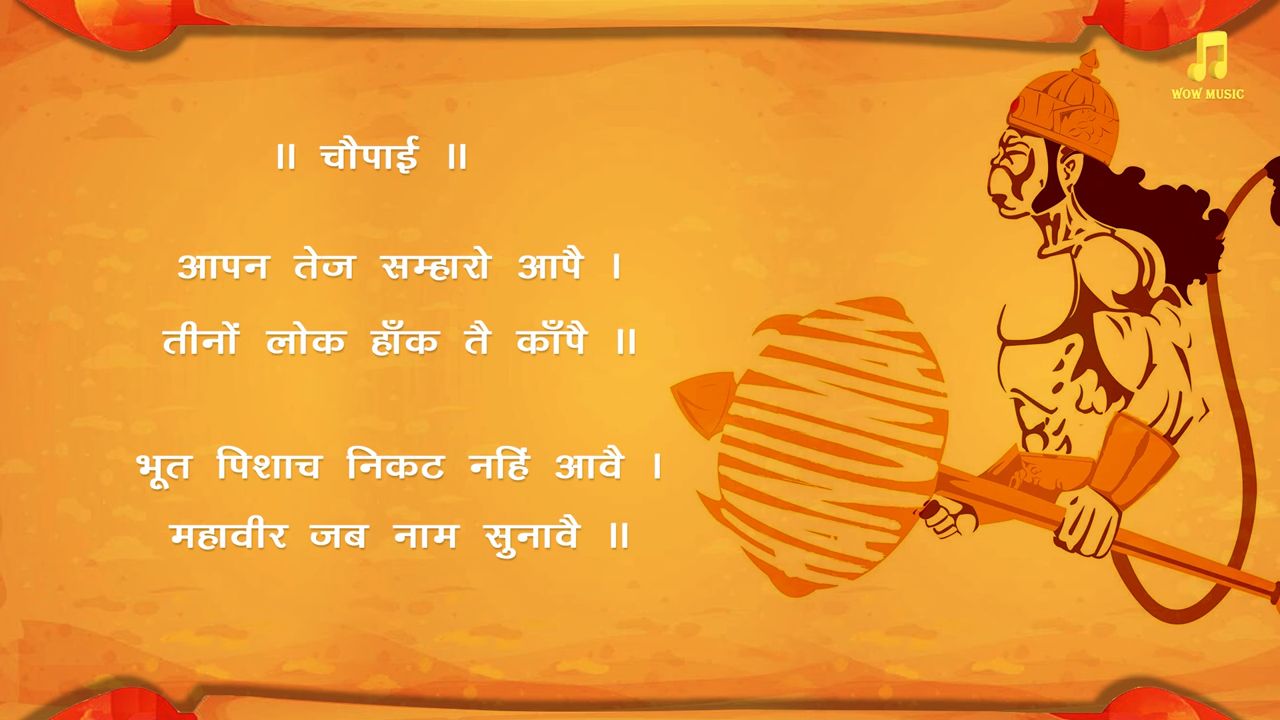 ॥ चौपाई ॥
आपन तेज सम्हारो आपै ।
तीनों लोक हाँक तै काँपै ॥
भूत पिशाच निकट नहिं आवै ।
महावीर जब नाम सुनावै ॥
WOW MUSIC